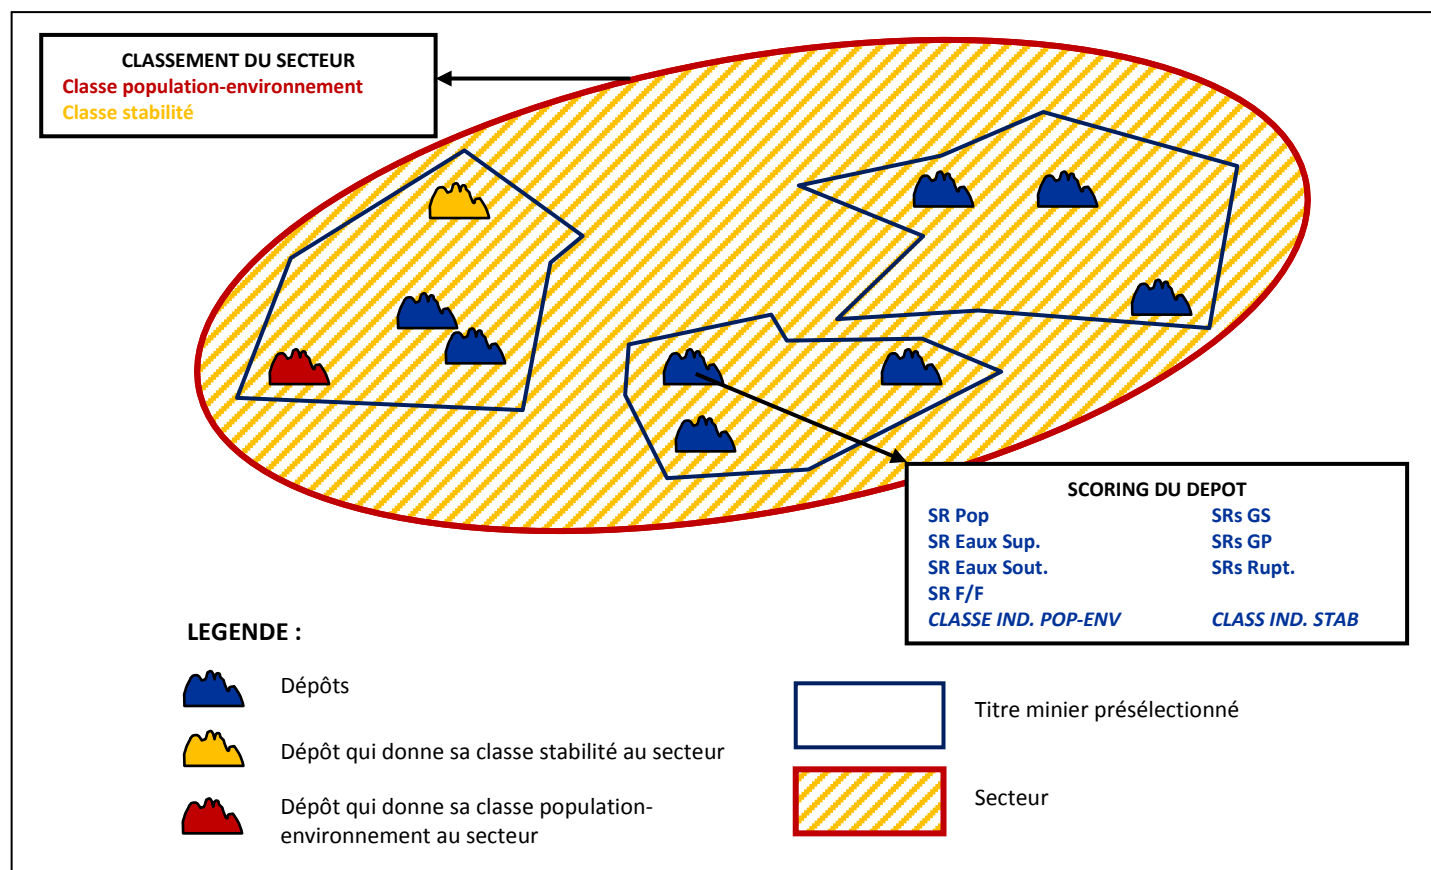 CLASSEMENT DU SECTEUR
Classe population-environnement
Classe stabilité
SCORING DU DEPOT
SR Pop SRs GS
SR Eaux Sup. SRs GP
SR Eaux Sout. SRs Rupt.
SR F/F
CLASSE IND. POP-ENV CLASS IND. STAB
LEGENDE :
Dépôts
Dépôt qui donne sa classe stabilité au secteur
Dépôt qui donne sa classe population-
environnement au secteur
Titre minier présélectionné
Secteur